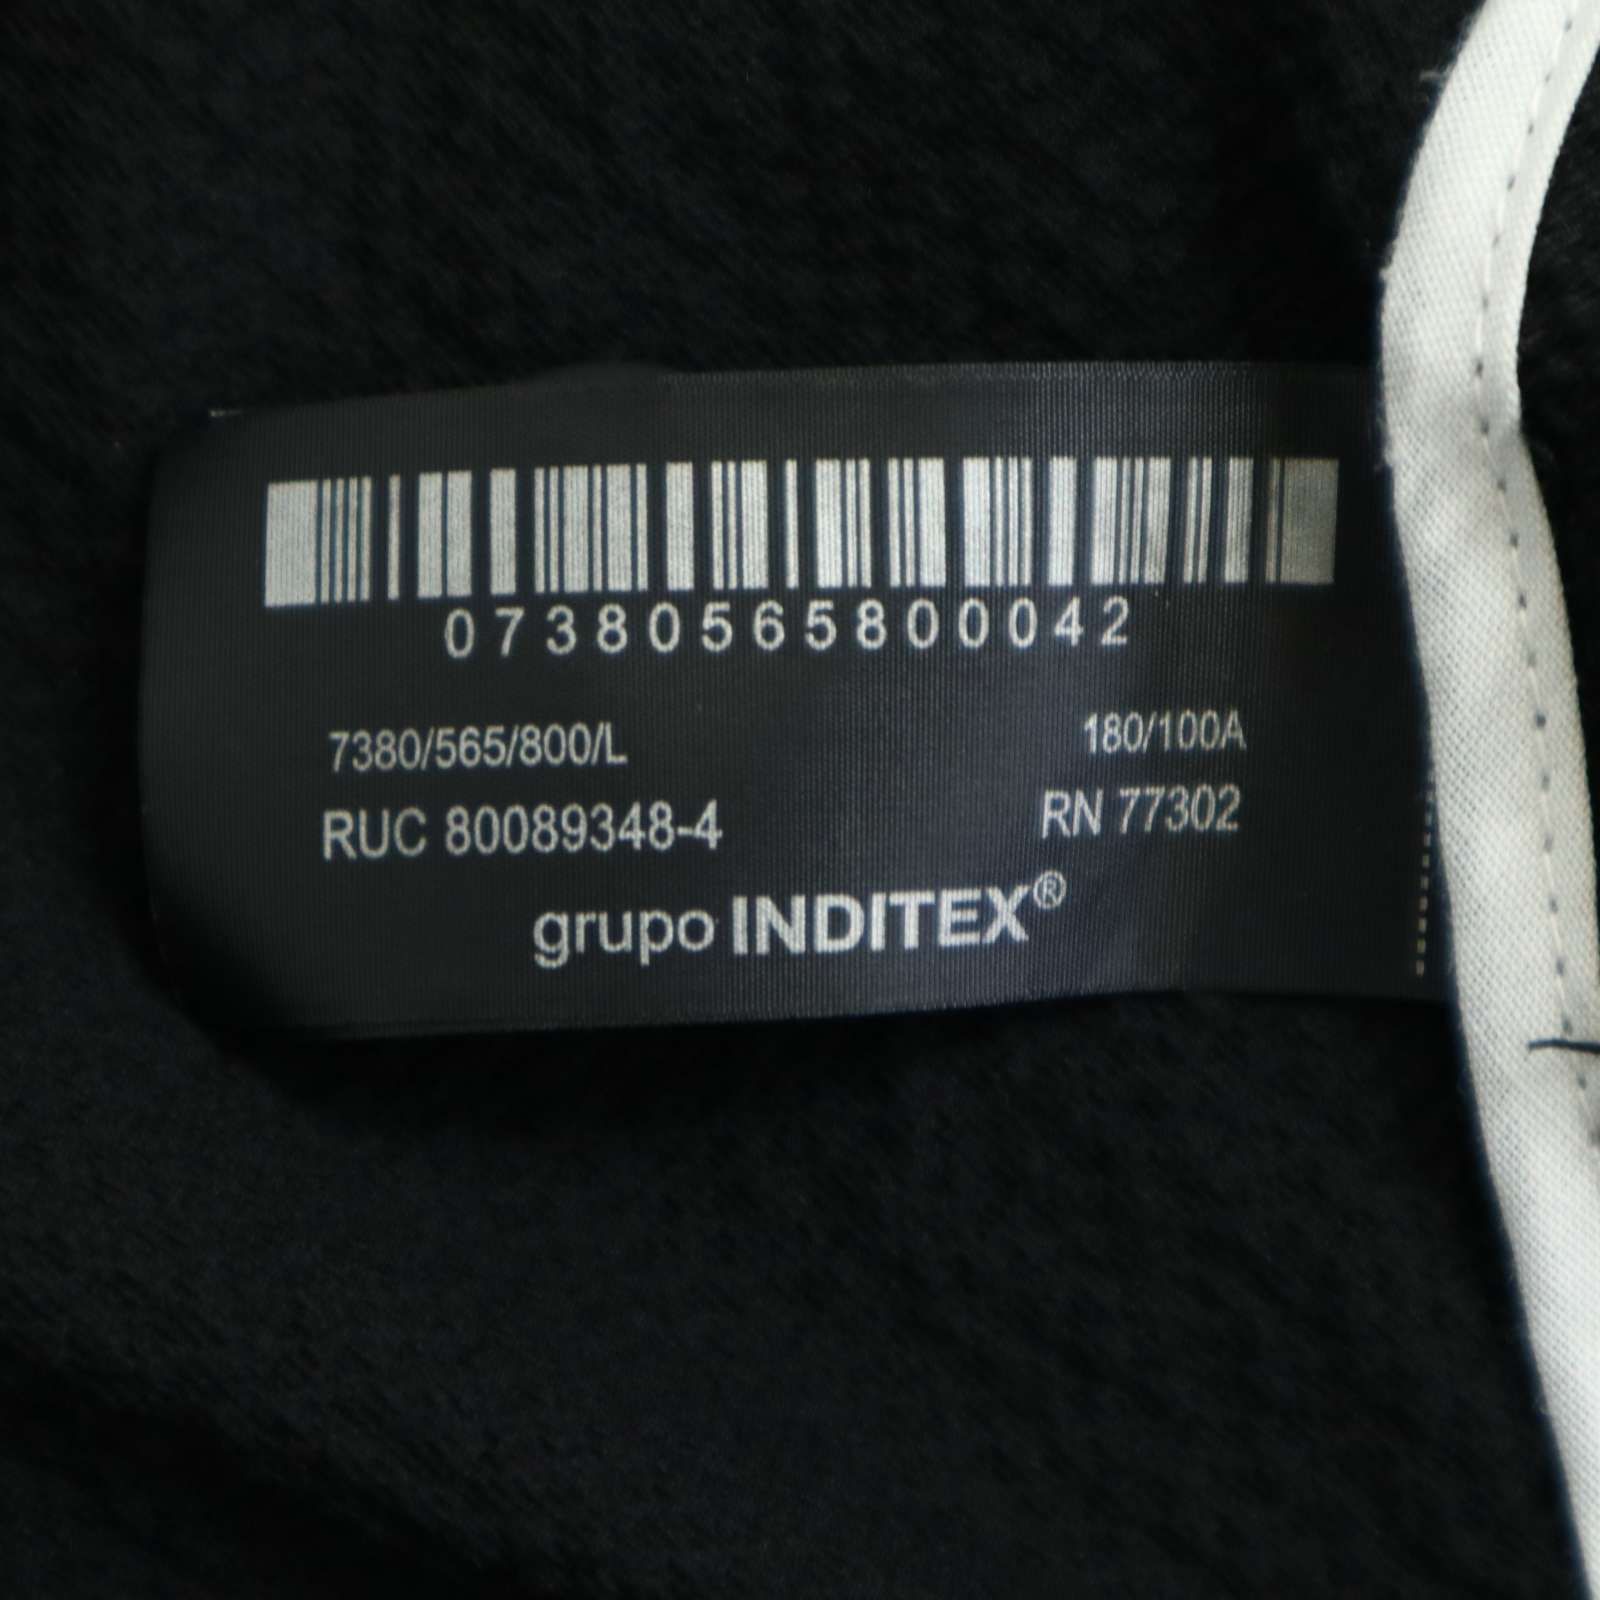 07380565800042
7380/565/800/L 180/100A
RUC 80089348-4 RN 77302
grupo INDITEX®